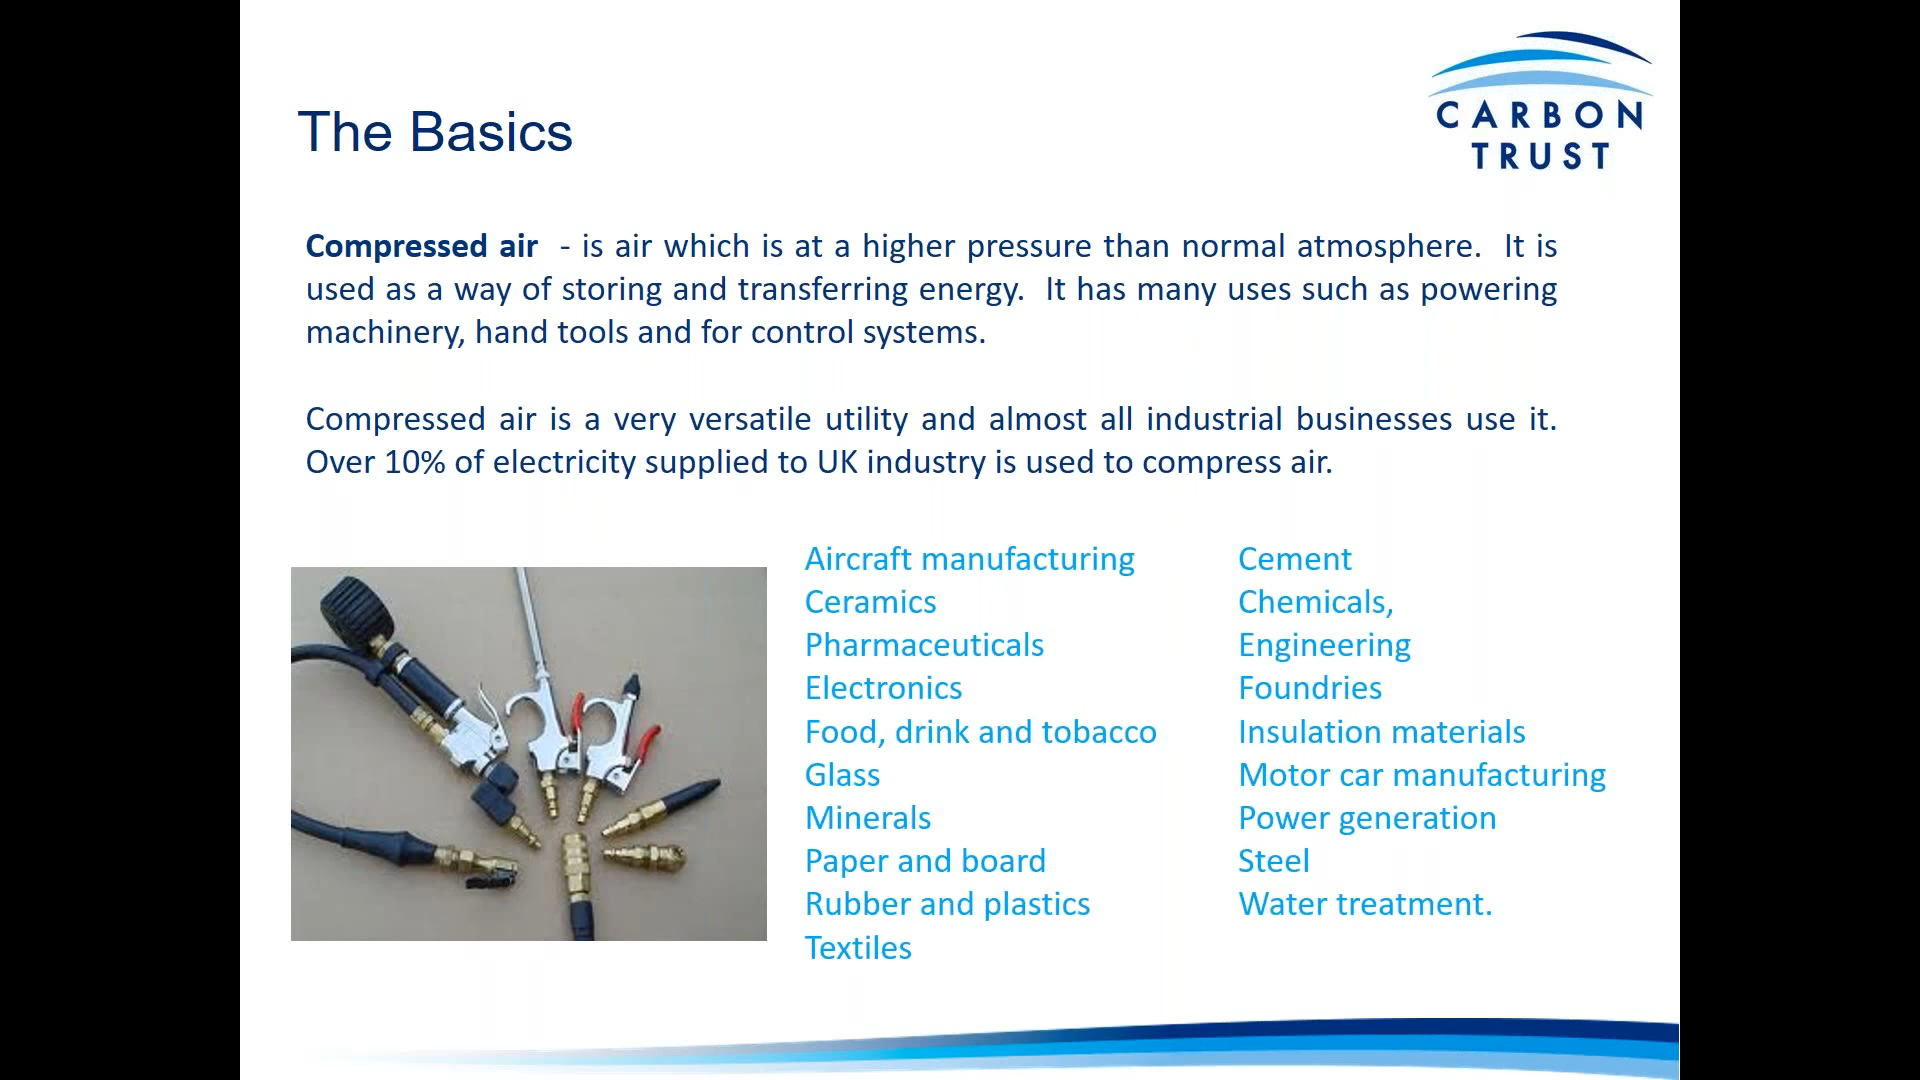 The Basics
CARBON
TRUST
Compressed air  - is air which is at a higher pressure than normal atmosphere.  It is
used as a way of storing and transferring energy.  It has many uses such as powering
machinery, hand tools and for control systems.
Compressed air is a very versatile utility and almost all industrial businesses use it.
Over 10% of electricity supplied to UK industry is used to compress air.
Aircraft manufacturing
Ceramics
Pharmaceuticals
Electronics
Food, drink and tobacco
Glass
Minerals
Paper and board
Rubber and plastics
Textiles
Cement
Chemicals,
Engineering
Foundries
Insulation materials
Motor car manufacturing
Power generation
Steel
Water treatment.